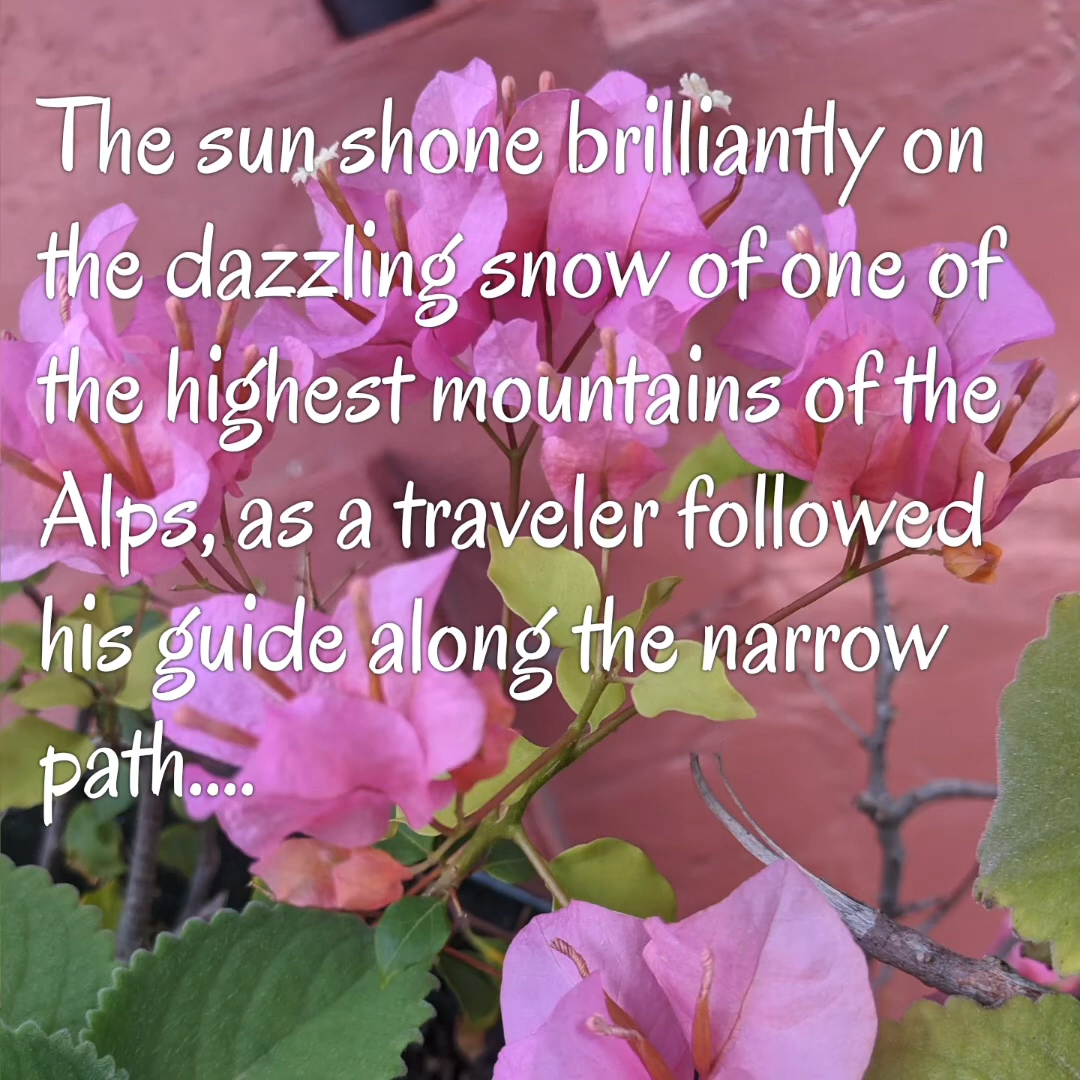 The sun shone brilliantly on
the dazzling snow of one of
the highest mountains of the
Alps, as a traveler followed
his guide along the narrow
path....